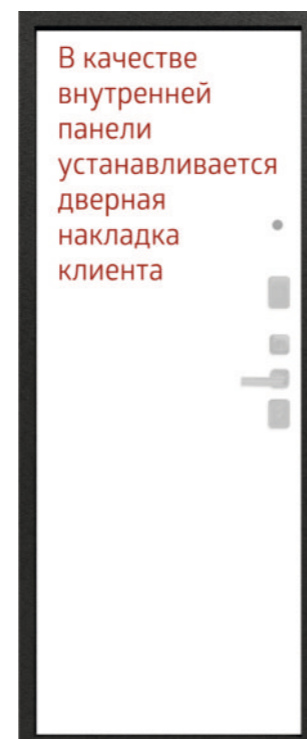 В качестве
внутренней
панели
устанавливается
дверная
накладка
клиента